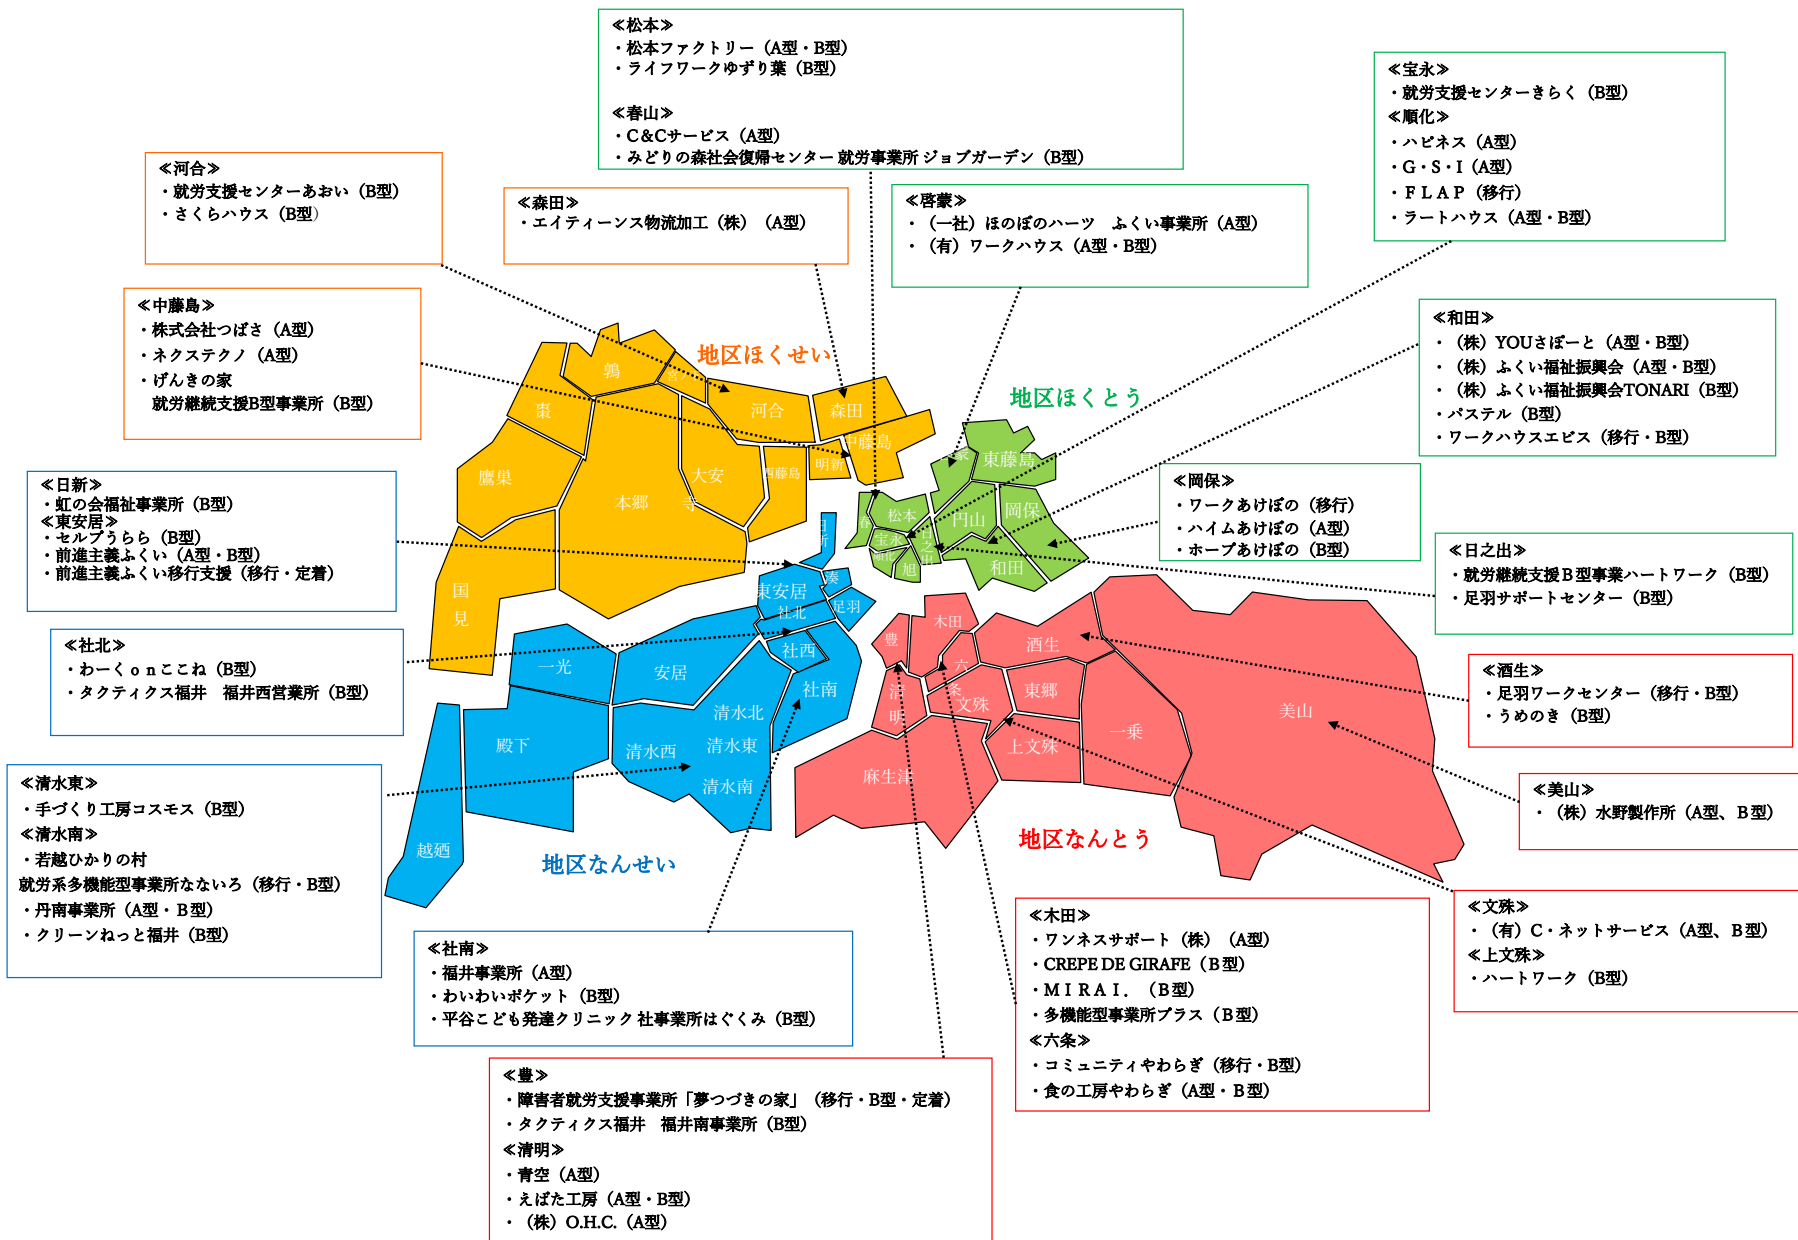 ≪松本≫
・松本ファクトリー（A型・B型）
・ライフワークゆずり葉（B型）
≪春山≫
・C&Cサービス（A型）
・みどりの森社会復帰センター 就労事業所 ジョブガーデン（B型）
≪宝永≫
・就労支援センターきらく（B型）
≪順化≫
・ハピネス（A型）
・G・S・I（A型）
・ＦＬＡＰ（移行）
・ラートハウス（A型・B型）
≪河合≫
・就労支援センターあおい（B型）
・さくらハウス（B型）
≪森田≫
・エイティーンス物流加工（株）（A型）
≪啓蒙≫
・（一社）ほのぼのハーツ　ふくい事業所（A型）
・（有）ワークハウス（A型・B型）
≪中藤島≫
・株式会社つばさ（A型）
・ネクステクノ（A型）
・げんきの家
就労継続支援B型事業所（B型）
≪和田≫
・（株）YOUさぽーと（A型・B型）
・（株）ふくい福祉振興会（A型・B型）
・（株）ふくい福祉振興会TONARI（B型）
・パステル（B型）
・ワークハウスエビス（移行・B型）
≪日新≫
・虹の会福祉事業所（B型）
≪東安居≫
・セルプうらら（B型）
・前進主義ふくい（A型・B型）
・前進主義ふくい移行支援（移行・定着）
≪岡保≫
・ワークあけぼの（移行）
・ハイムあけぼの（A型）
・ホープあけぼの（B型）
≪日之出≫
・就労継続支援Ｂ型事業ハートワーク（B型）
・足羽サポートセンター（B型）
≪社北≫
・わーくｏｎここね（B型）
・タクティクス福井　福井西営業所（B型）
≪酒生≫
・足羽ワークセンター（移行・B型）
・うめのき（B型）
≪清水東≫
・手づくり工房コスモス（B型）
≪清水南≫
・若越ひかりの村
就労系多機能型事業所なないろ（移行・B型）
・丹南事業所（A型・Ｂ型）
・クリーンねっと福井（B型）
≪美山≫
・（株）水野製作所（A型、Ｂ型）
≪社南≫
・福井事業所（A型）
・わいわいポケット（B型）
・平谷こども発達クリニック 社事業所はぐくみ（B型）
≪木田≫
・ワンネスサポート（株）（A型）
・CREPE DE GIRAFE（Ｂ型）
・ＭＩＲＡＩ．（Ｂ型）
・多機能型事業所プラス（Ｂ型）
≪六条≫
・コミュニティやわらぎ（移行・B型）
・食の工房やわらぎ（A型・Ｂ型）
≪文殊≫
・（有）C・ネットサービス（A型、Ｂ型）
≪上文殊≫
・ハートワーク（B型）
≪豊≫
・障害者就労支援事業所「夢つづきの家」（移行・B型・定着）
・タクティクス福井　福井南事業所（B型）
≪清明≫
・青空（A型）
・えばた工房（A型・B型）
・（株）O.H.C.（A型）
地区ほくせい
鶉
棗
河合
森田
中藤島
鷹巣
本郷
大安寺
西藤島
明新
国見
地区ほくとう
東藤島
松本
春
円山
岡保
宝永
日之出
旭
和田
地区なんせい
日新
湊
東安居
社北
足羽
一光
安居
社西
社南
清水北
清水東
清水西
清水南
殿下
越廼
地区なんとう
豊
木田
酒生
六条
清明
文殊
東郷
上文殊
一乗
美山
麻生津